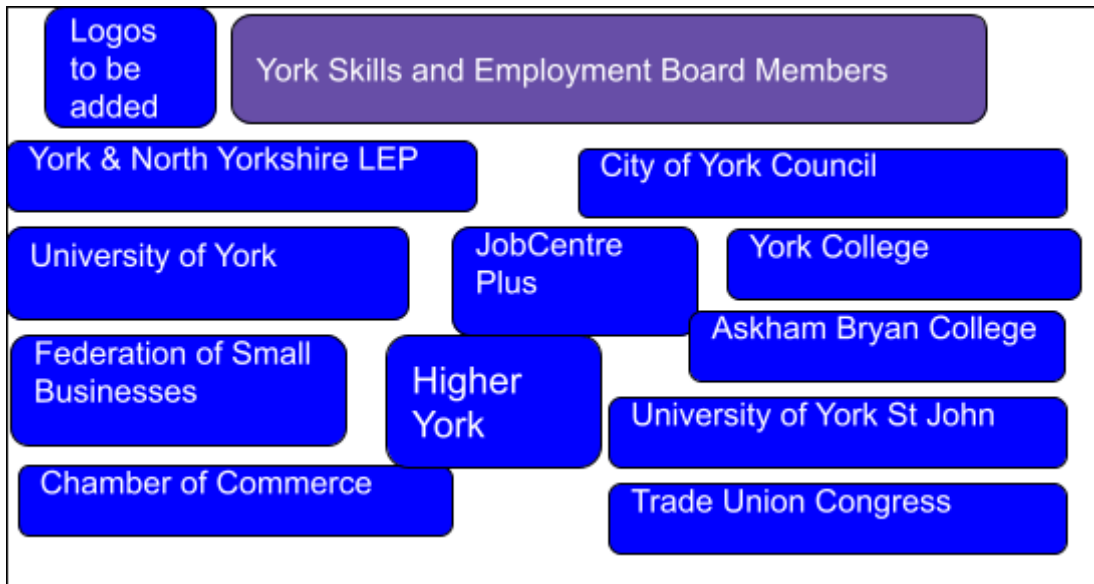 Logos
to be
added
York Skills and Employment Board Members
York & North Yorkshire LEP
City of York Council
University of York
JobCentre
Plus
York College
Federation of Small
Businesses
Higher
York
Askham Bryan College
University of York St John
Chamber of Commerce
Trade Union Congress